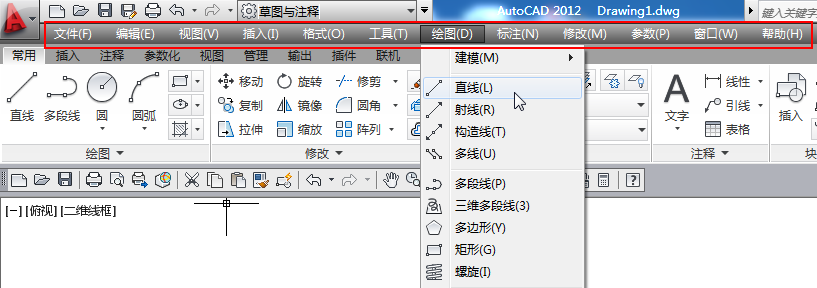 草图与注释 AutoCAD 2012 Drawing1.dwg 键入关键字
文件(F) 编辑(E) 视图(V) 插入(I) 格式(O) 工具(T) 绘图(D) 标注(N) 修改(M) 参数(P) 窗口(W) 帮助(H)
常用 插入 注释 参数化 视图 管理 输出 插件 联机
建模(M)
直线 多段线 圆 圆弧
移动 旋转 修剪
复制 镜像 圆角
拉伸 缩放 阵列
直线(L)
射线(R)
构造线(T)
多线(U)
文字
线性
引线
表格
插入
绘图 修改 注释 块
多段线(P)
三维多段线(3)
多边形(Y)
矩形(G)
螺旋(I)
[−] [俯视] [二维线框]